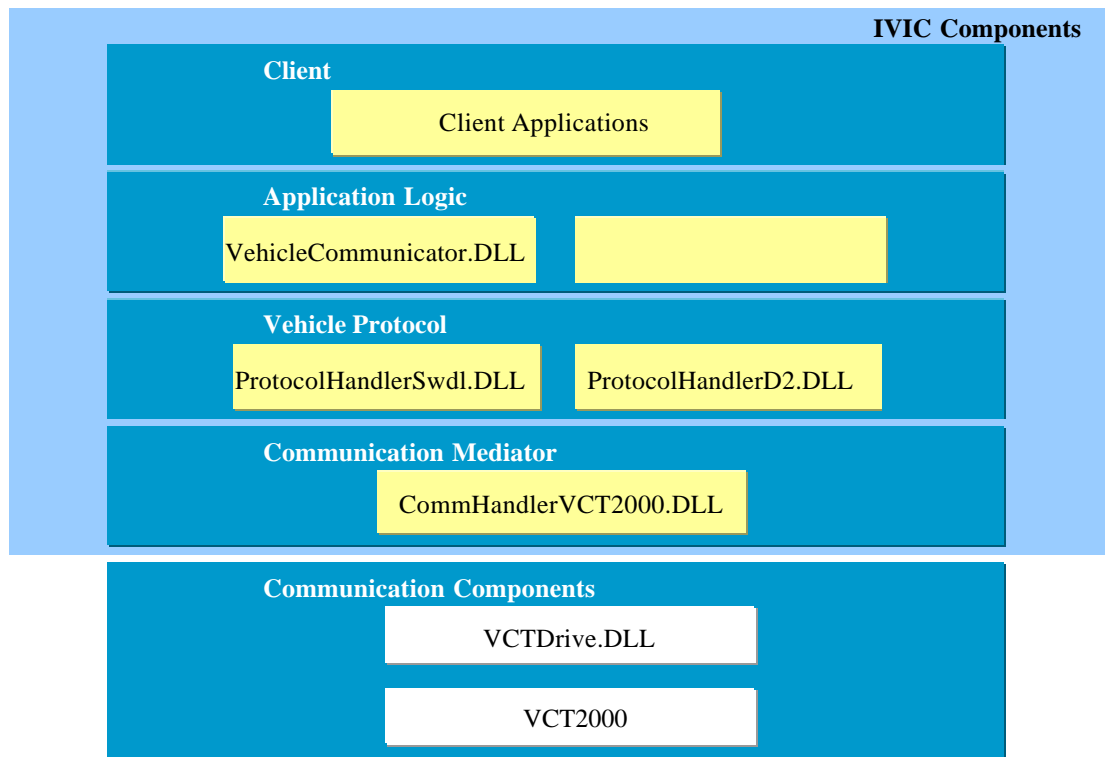 IVIC Components
Client
Client Applications
Application Logic
VehicleCommunicator.DLL
Vehicle Protocol
ProtocolHandlerSwdl.DLL
ProtocolHandlerD2.DLL
Communication Mediator
CommHandlerVCT2000.DLL
Communication Components
VCTDrive.DLL
VCT2000